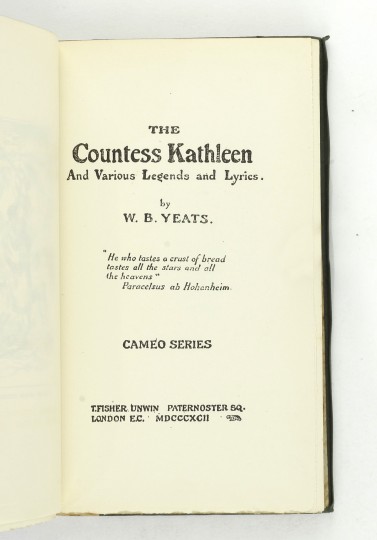 THE
Countess Kathleen
And Various Legends and Lyrics.
by
W. B. YEATS.
"He who tastes a crust of bread
tastes all the stars and all
the heavens"
Paracelsus ab Hohenheim.
CAMEO SERIES
T. FISHER UNWIN PATERNOSTER SQ.
LONDON E.C. MDCCCXCII